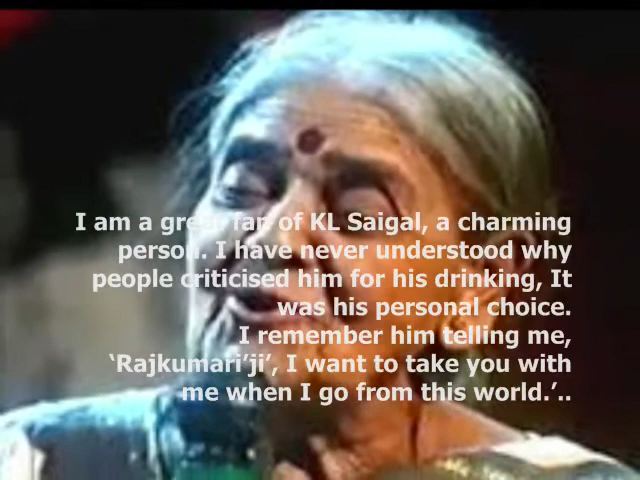 I am a great fan of KL Saigal, a charming
person. I have never understood why
people criticised him for his drinking, It
was his personal choice.
I remember him telling me,
‘Rajkumari’ji’, I want to take you with
me when I go from this world.’..